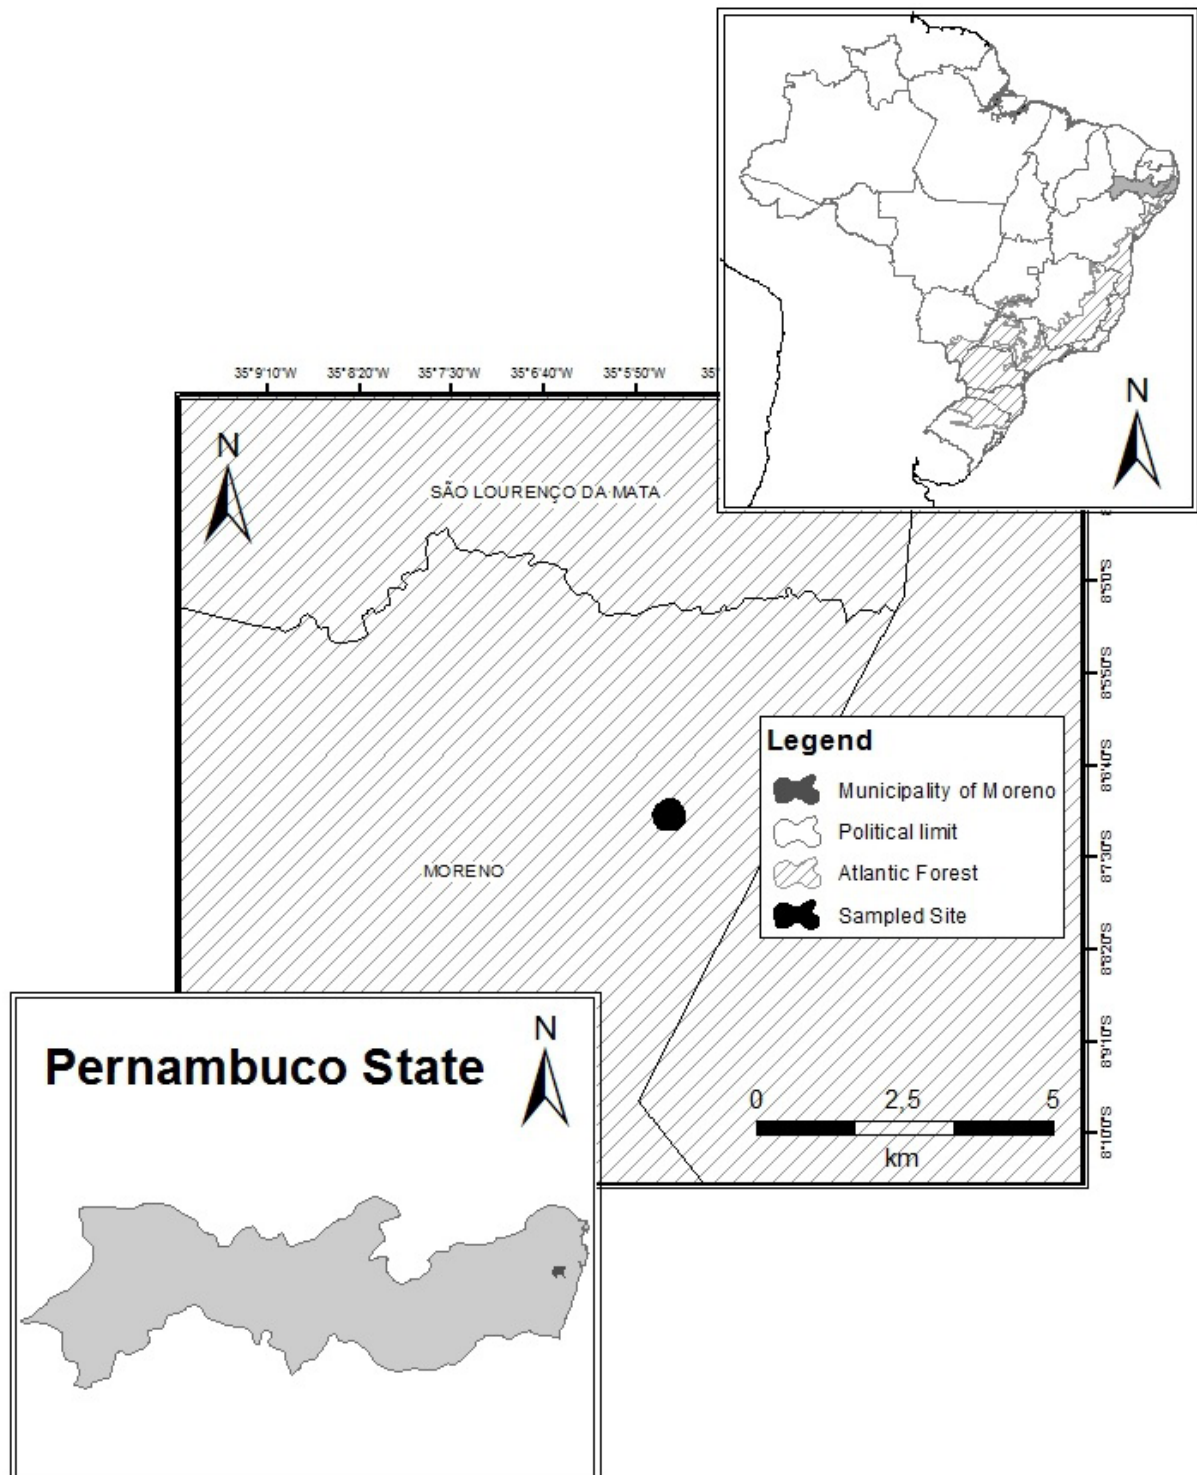 N
35°9'10"W
35°8'20"W
35°7'30"W
35°6'40"W
35°5'50"W
35°
N
SÃO LOURENÇO DA MATA
8°5'0"S
8°5'50"S
8°6'40"S
8°7'30"S
8°8'20"S
8°9'10"S
8°10'0"S
Legend
Municipality of Moreno
Political limit
Atlantic Forest
Sampled Site
MORENO
N
Pernambuco State
0 2,5 5
km